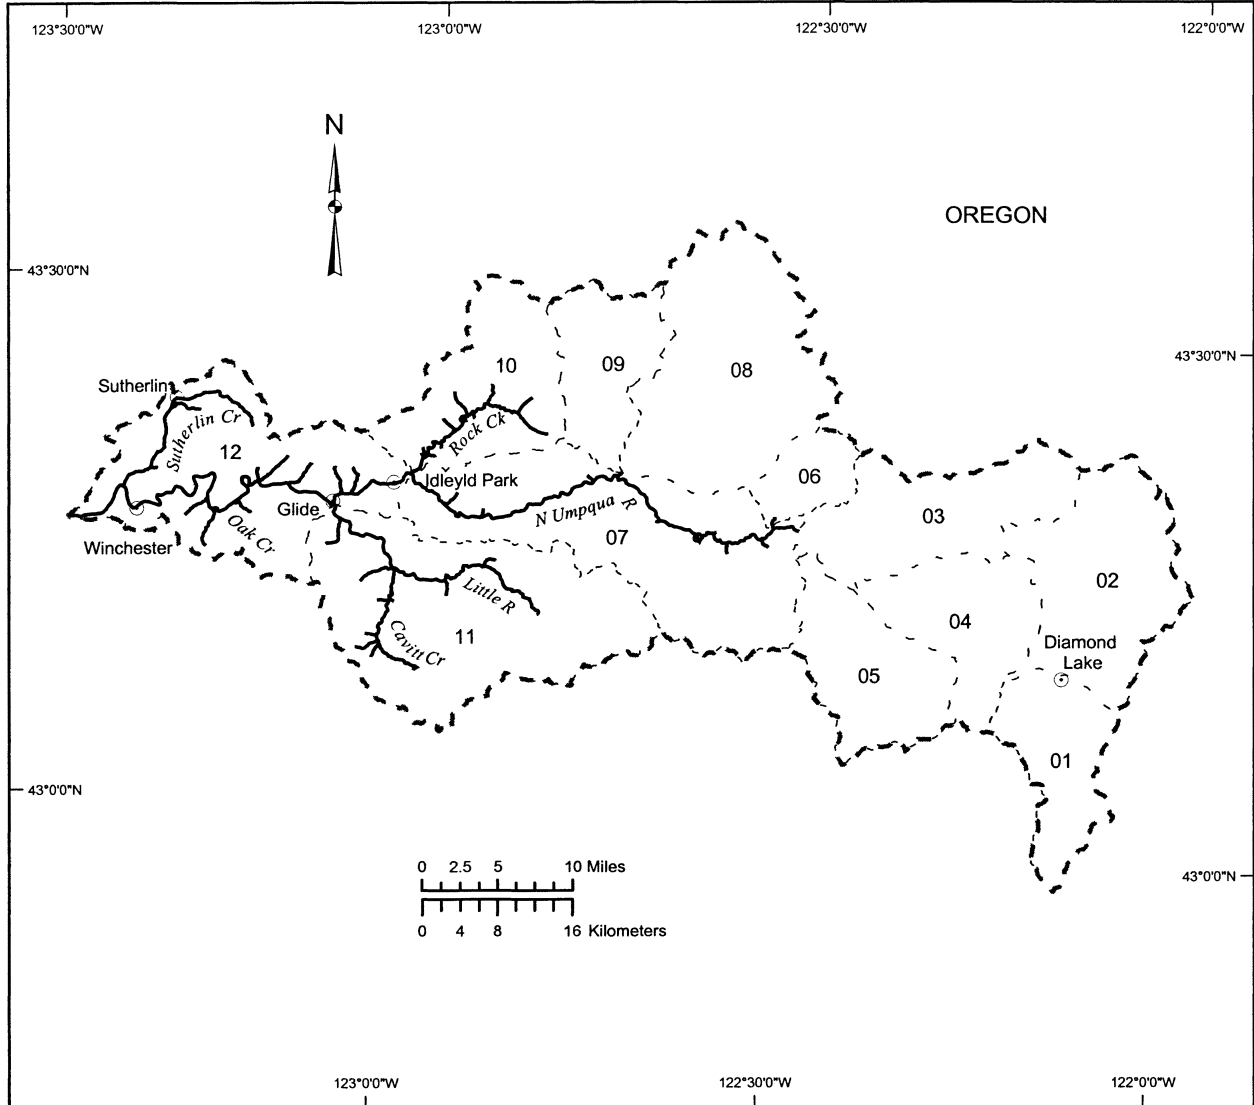 123°30'0"W
123°0'0"W
122°30'0"W
122°0'0"W
N
OREGON
43°30'0"N
43°30'0"N
10
09
08
Sutherlin
Sutherlin Cr
12
Rock Ck
06
Idleyld Park
Glide
N Umpqua R
03
Oak Cr
Winchester
07
02
Little R
04
11
Cavitt Cr
Diamond
Lake
05
01
43°0'0"N
43°0'0"N
0 2.5 5 10 Miles
0 4 8 16 Kilometers
123°0'0"W
122°30'0"W
122°0'0"W